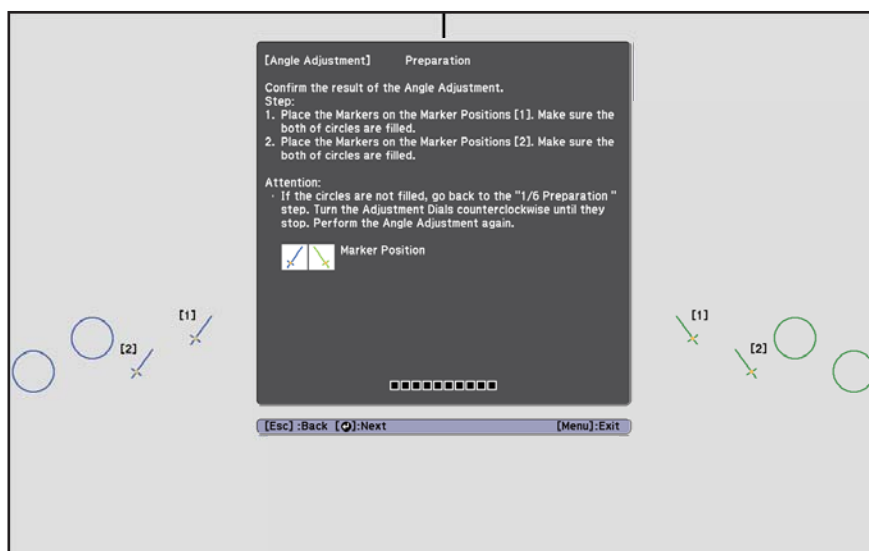 [Angle Adjustment] Preparation
Confirm the result of the Angle Adjustment.
Step:
1. Place the Markers on the Marker Positions [1]. Make sure the
both of circles are filled.
2. Place the Markers on the Marker Positions [2]. Make sure the
both of circles are filled.
Attention:
· If the circles are not filled, go back to the "1/6 Preparation "
step. Turn the Adjustment Dials counterclockwise until they
stop. Perform the Angle Adjustment again.
Marker Position
[1]
[2]
[1]
[2]
[Esc] :Back [⏎]:Next [Menu]:Exit